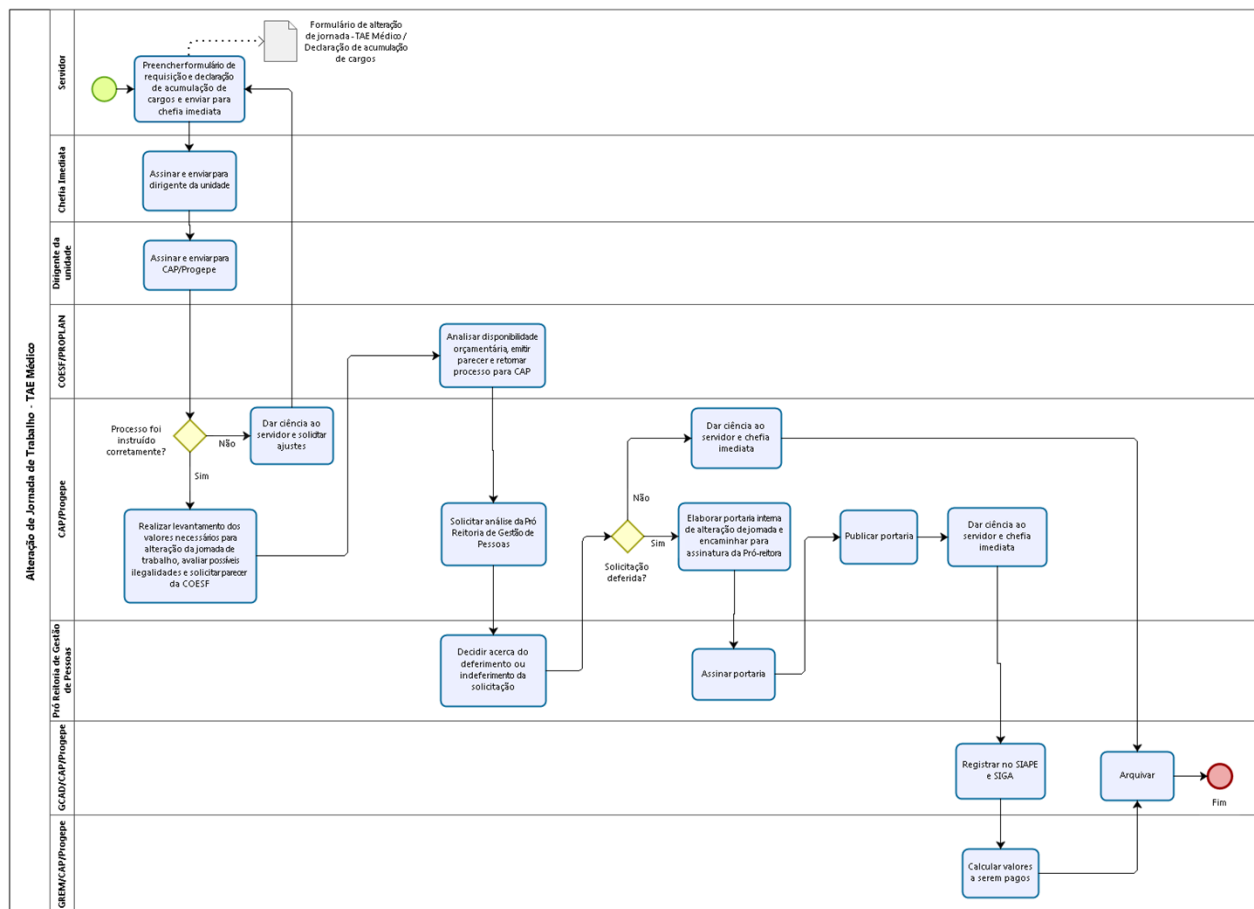 Alteração de Jornada de Trabalho - TAE Médico
Servidor
Formulário de alteração
de jornada - TAE Médico /
Declaração de acumulação
de cargos
Preencher formulário de
requisição e declaração
de acumulação de
cargos e enviar para
chefia imediata
Chefia Imediata
Assinar e enviar para
dirigente da unidade
Dirigente da
unidade
Assinar e enviar para
CAP/Progepe
COESF/PROPLAN
Analisar disponibilidade
orçamentária, emitir
parecer e retornar
processo para CAP
CAP/Progepe
Processo foi
instruído
corretamente?
Não
Dar ciência ao
servidor e solicitar
ajustes
Sim
Realizar levantamento dos
valores necessários para
alteração da jornada de
trabalho, avaliar possíveis
ilegalidades e solicitar parecer
da COESF
Solicitar análise da Pró
Reitoria de Gestão de
Pessoas
Solicitação
deferida?
Não
Dar ciência ao
servidor e chefia
imediata
Sim
Elaborar portaria interna
de alteração de jornada e
encaminhar para
assinatura da Pró-reitora
Publicar portaria
Dar ciência ao
servidor e chefia
imediata
Pró Reitoria de Gestão
de Pessoas
Decidir acerca do
deferimento ou
indeferimento da
solicitação
Assinar portaria
GCAD/CAP/Progepe
Registrar no SIAPE
e SIGA
Arquivar
Fim
GREM/CAP/Progepe
Calcular valores
a serem pagos